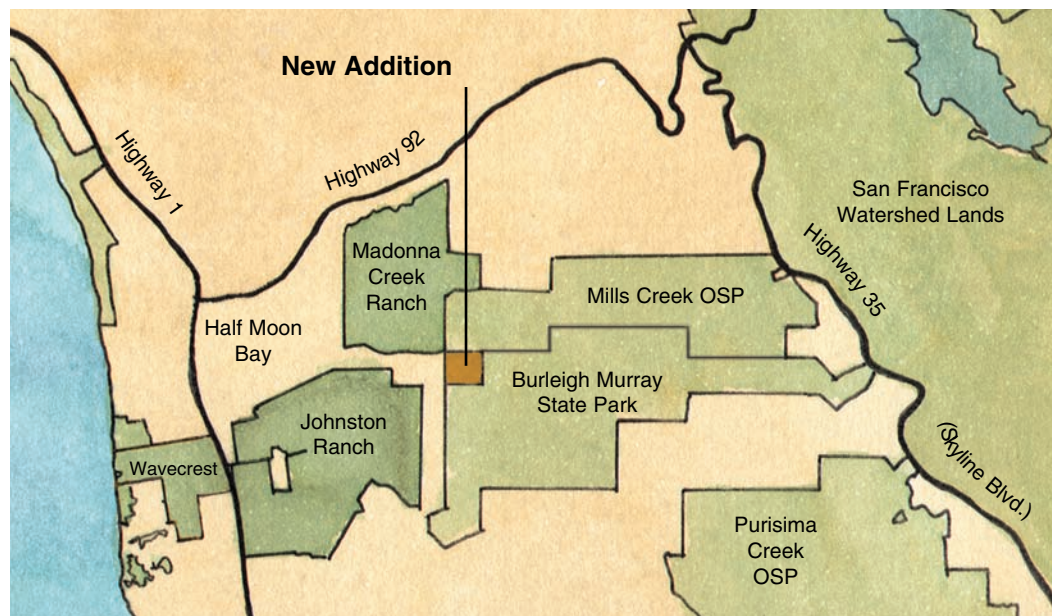 New Addition
Highway 1
Highway 92
San Francisco
Watershed Lands
Madonna
Creek
Ranch
Highway 35
Mills Creek OSP
Half Moon
Bay
Burleigh Murray
State Park
Johnston
Ranch
(Skyline Blvd.)
Wavecrest
Purisima
Creek
OSP